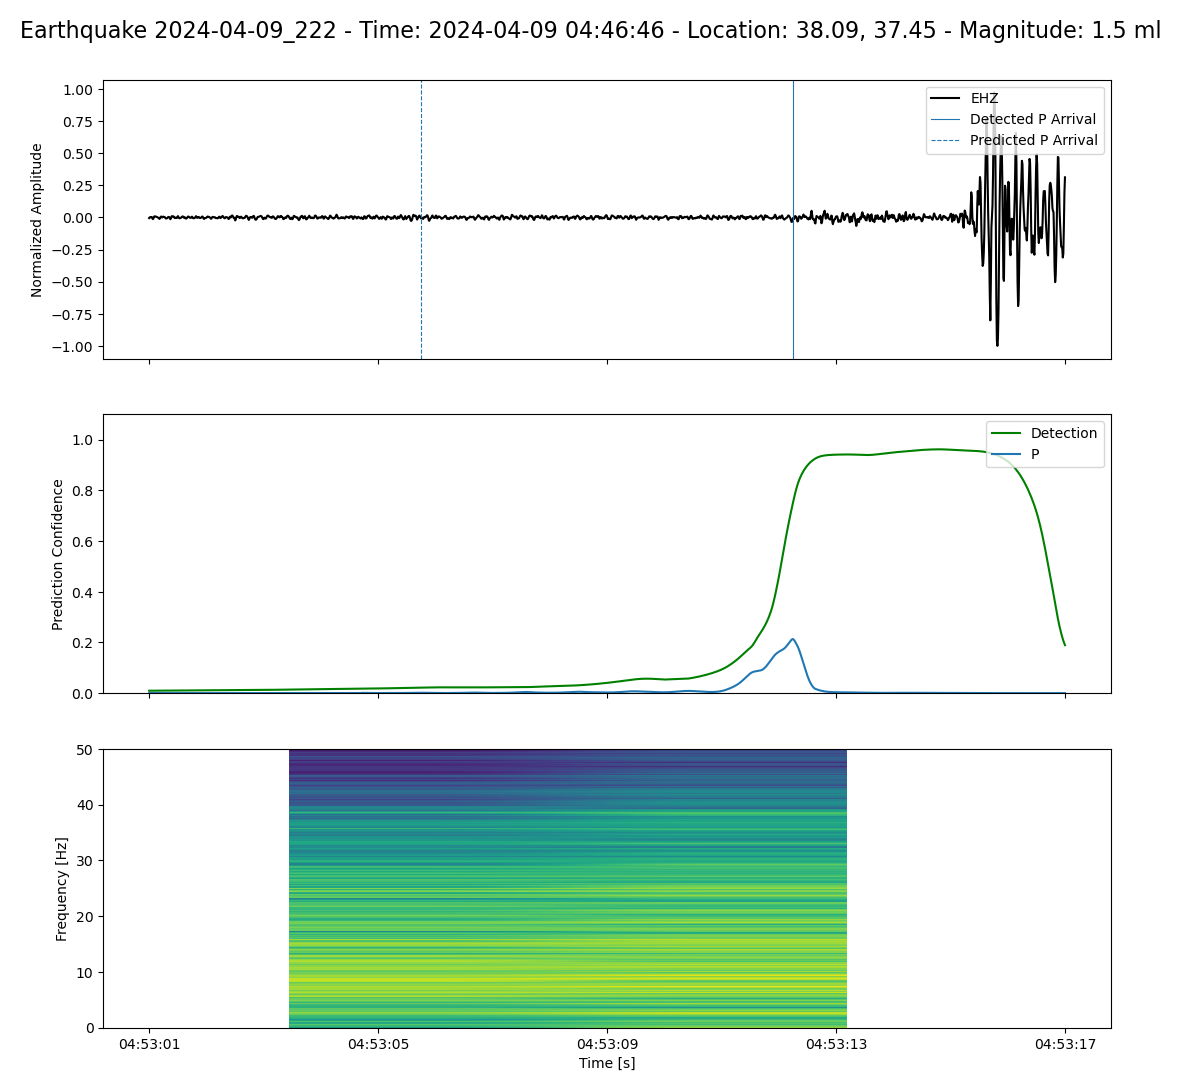 Earthquake 2024-04-09_222 - Time: 2024-04-09 04:46:46 - Location: 38.09, 37.45 - Magnitude: 1.5 ml
Normalized Amplitude
1.00
0.75
0.50
0.25
0.00
−0.25
−0.50
−0.75
−1.00
EHZ
Detected P Arrival
Predicted P Arrival
Prediction Confidence
1.0
0.8
0.6
0.4
0.2
0.0
Detection
P
Frequency [Hz]
50
40
30
20
10
0
04:53:01 04:53:05 04:53:09 04:53:13 04:53:17
Time [s]